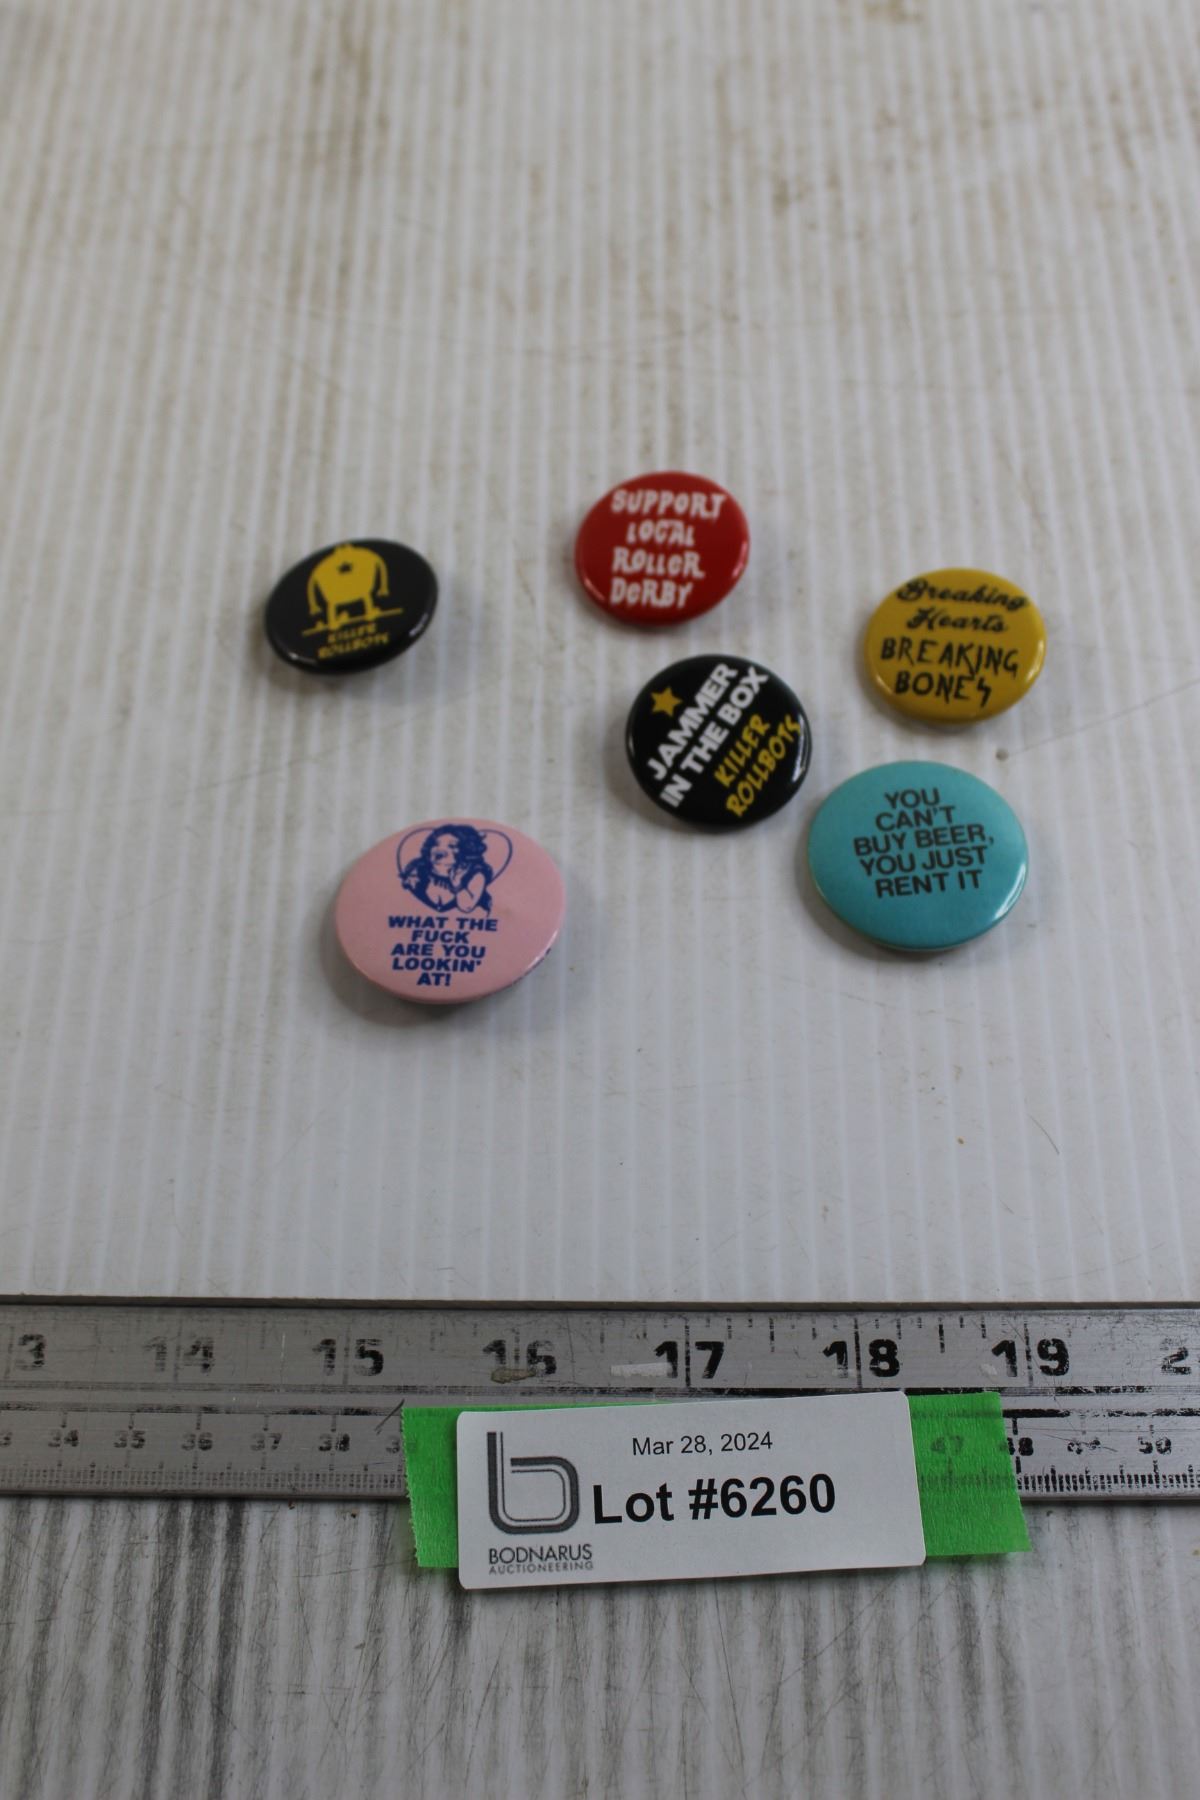 SUPPORT
LOCAL
ROLLER
DERBY
KILLER
ROLLBOTS
Breaking
Hearts
BREAKING
BONES
JAMMER
IN THE BOX
KILLER
ROLLBOTS
YOU
CAN'T
BUY BEER,
YOU JUST
RENT IT
WHAT THE
FUCK
ARE YOU
LOOKIN'
AT!
3 14 15 16 17 18 19 2
34 35 36 37 38 47 48 49 50
Mar 28, 2024
Lot #6260
BODNARUS
AUCTIONEERING